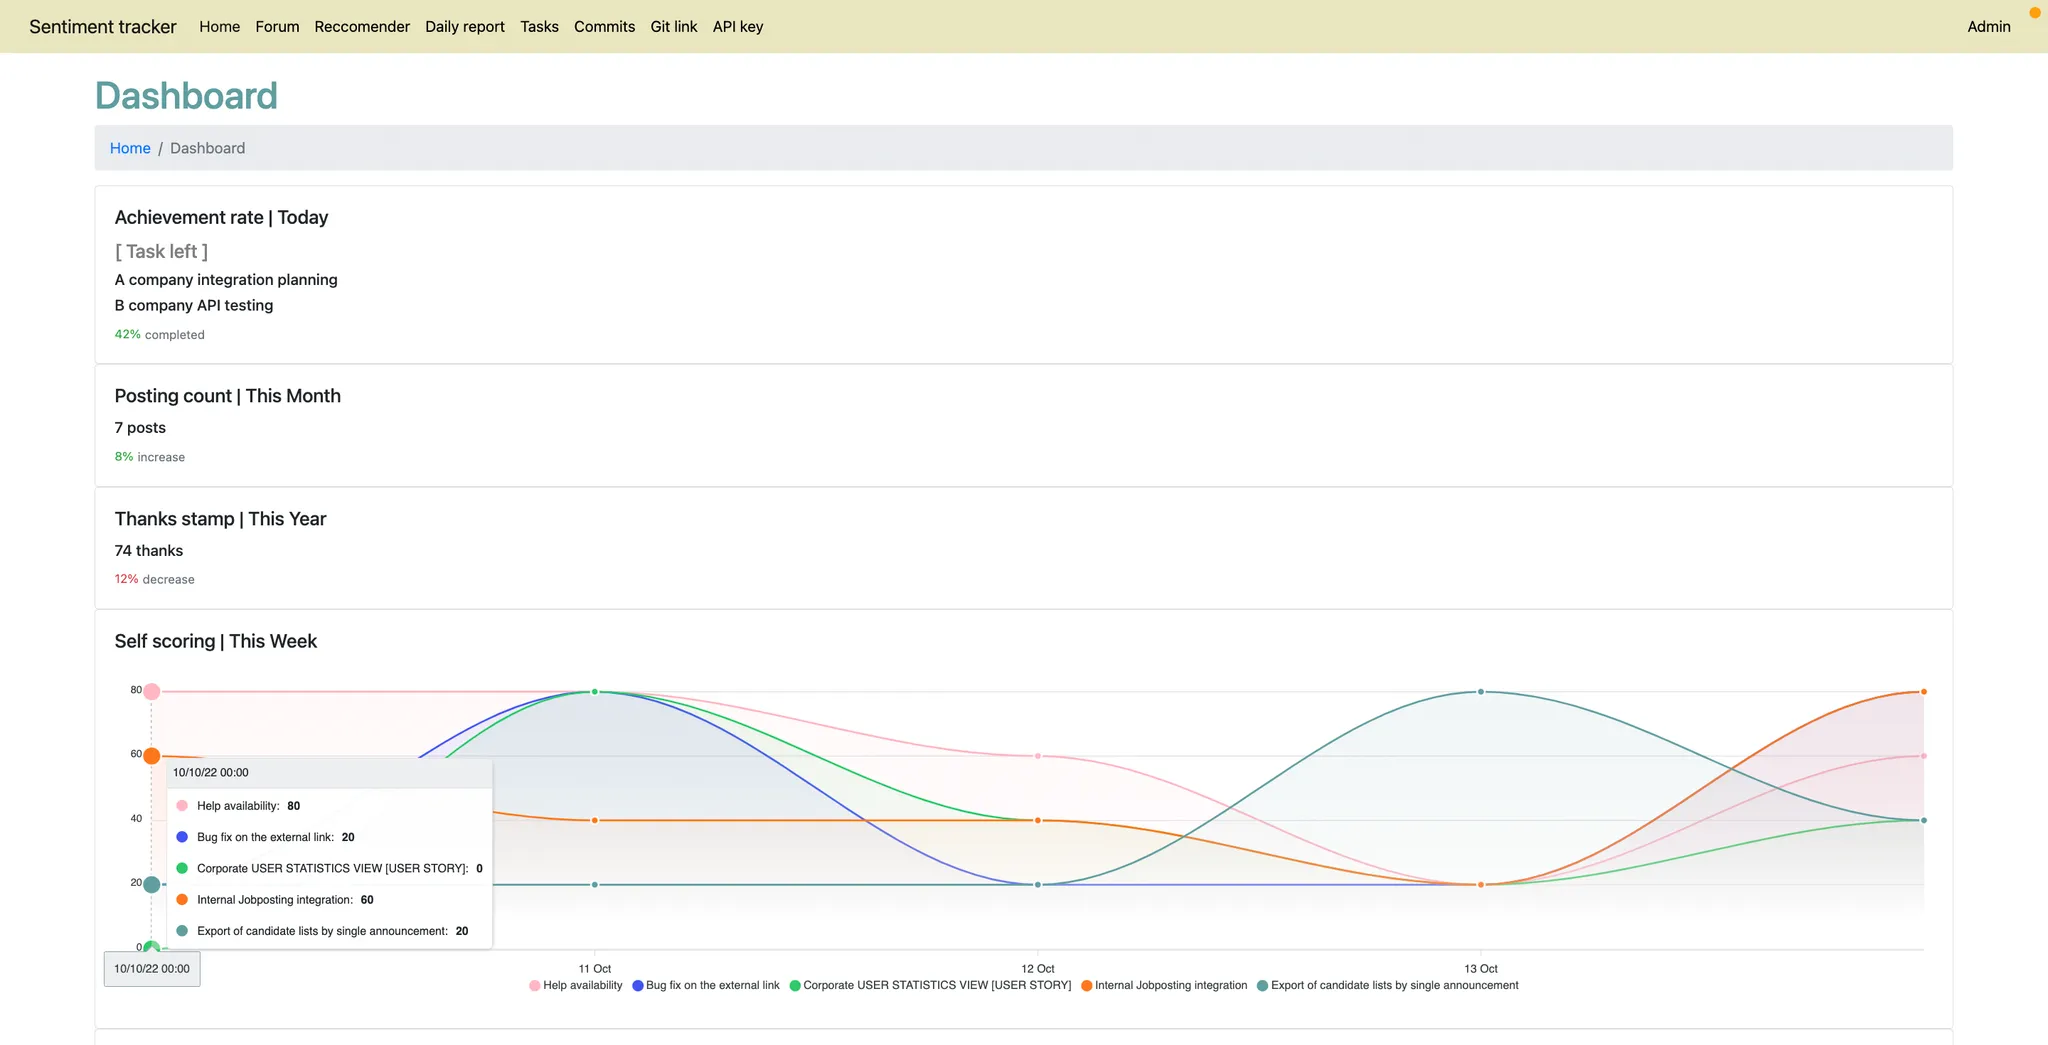 Sentiment tracker Home Forum Reccomender Daily report Tasks Commits Git link API key Admin
Dashboard
Home / Dashboard
Achievement rate | Today
[ Task left ]
A company integration planning
B company API testing
42% completed
Posting count | This Month
7 posts
8% increase
Thanks stamp | This Year
74 thanks
12% decrease
Self scoring | This Week
80
60
40
20
0
10/10/22 00:00
Help availability: 80
Bug fix on the external link: 20
Corporate USER STATISTICS VIEW [USER STORY]: 0
Internal Jobposting integration: 60
Export of candidate lists by single announcement: 20
10/10/22 00:00 11 Oct 12 Oct 13 Oct
Help availability Bug fix on the external link Corporate USER STATISTICS VIEW [USER STORY] Internal Jobposting integration Export of candidate lists by single announcement